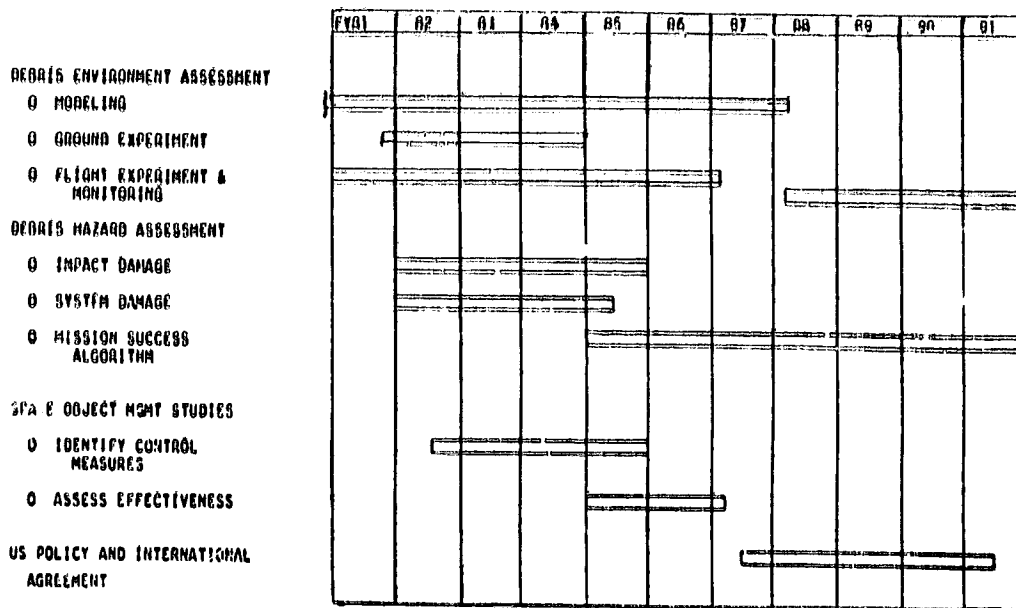 FY81 82 83 84 85 86 87 88 89 90 91
DEBRIS ENVIRONMENT ASSESSMENT
O MODELING
O GROUND EXPERIMENT
O FLIGHT EXPERIMENT &
MONITORING
DEBRIS HAZARD ASSESSMENT
O IMPACT DAMAGE
O SYSTEM DAMAGE
O MISSION SUCCESS
ALGORITHM
SPA E OBJECT MGMT STUDIES
O IDENTIFY CONTROL
MEASURES
O ASSESS EFFECTIVENESS
US POLICY AND INTERNATIONAL
AGREEMENT